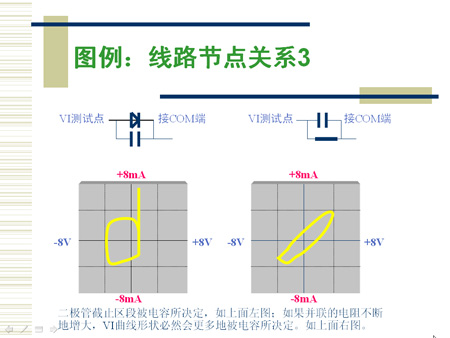 图例：线路节点关系3
VI测试点 接COM端 VI测试点 接COM端
+8mA +8mA
-8V +8V -8V +8V
-8mA -8mA
二极管截止区段被电容所决定，如上面左图；如果并联的电阻不断
地增大，VI曲线形状必然会更多地被电容所决定。如上面右图。